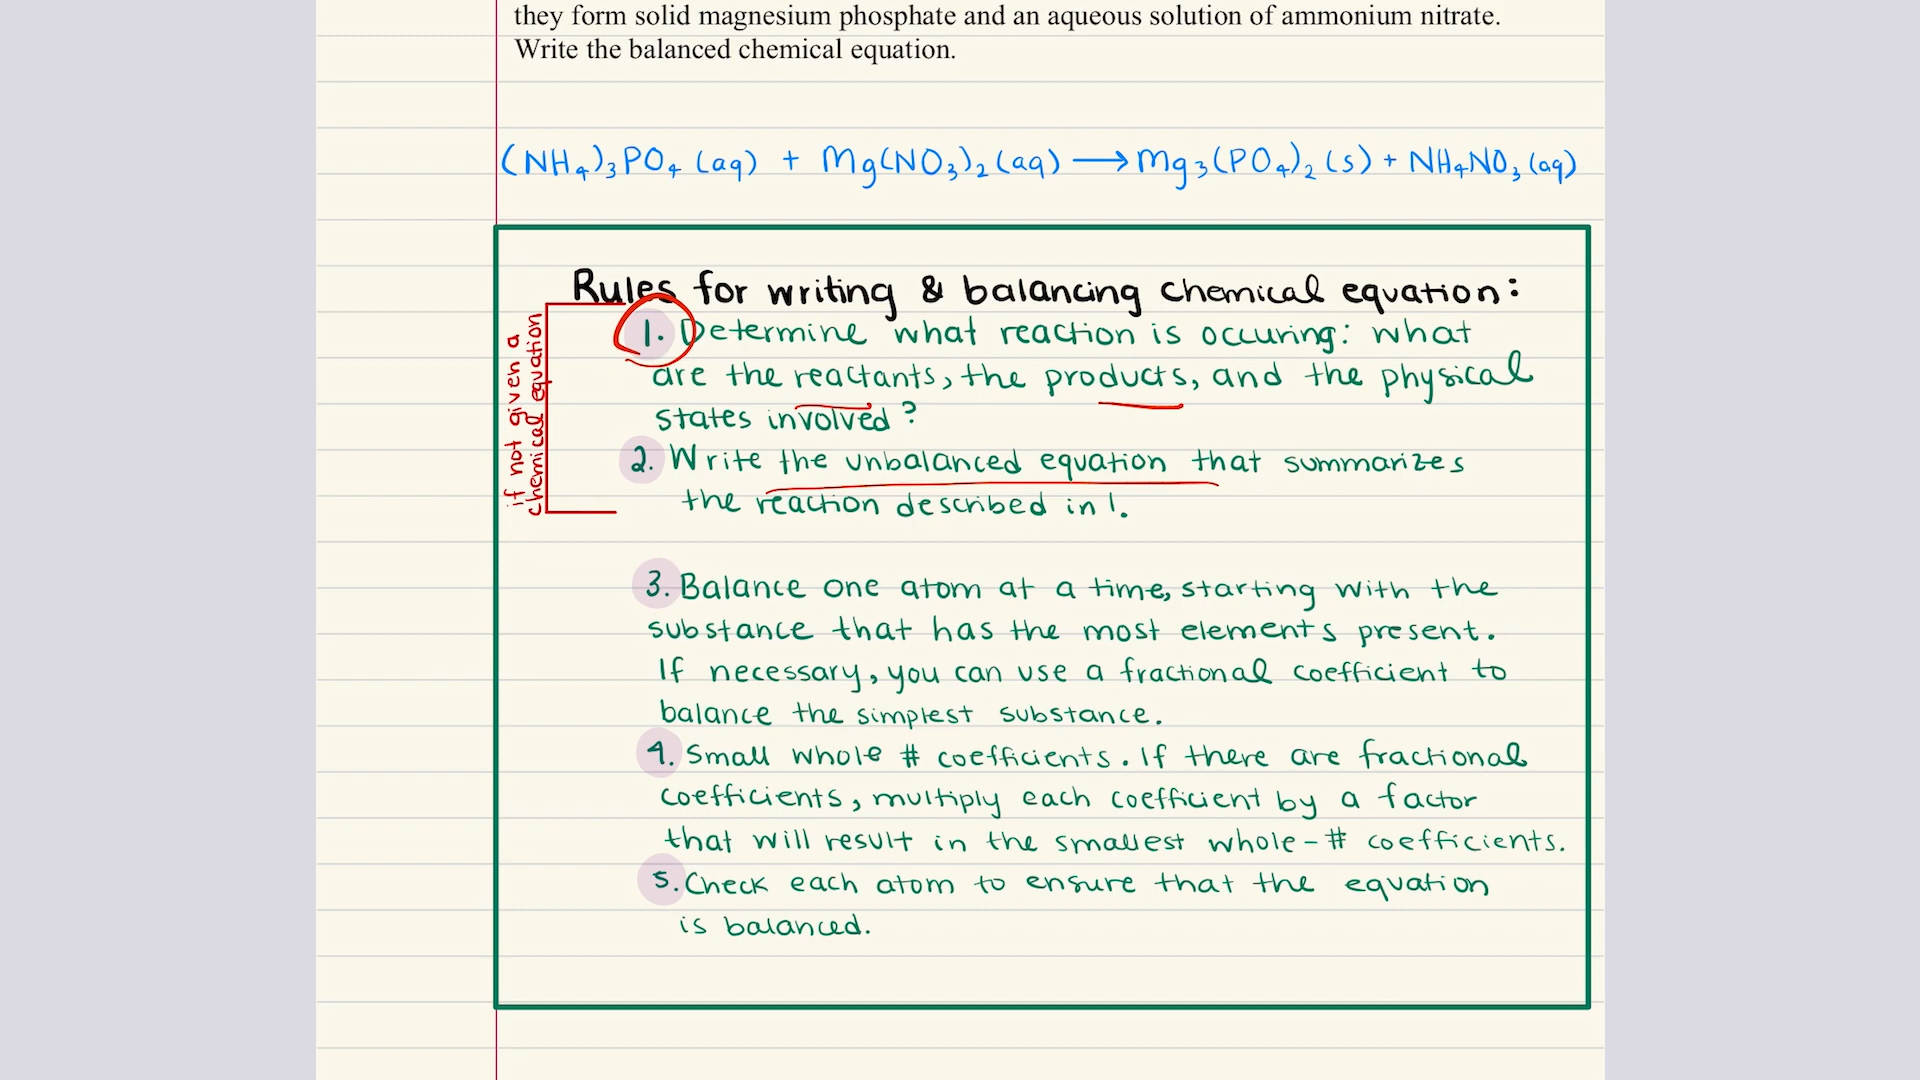 they form solid magnesium phosphate and an aqueous solution of ammonium nitrate.
Write the balanced chemical equation.
(NH₄)₃PO₄ (aq) + Mg(NO₃)₂ (aq) ⟶ Mg₃(PO₄)₂ (s) + NH₄NO₃ (aq)
Rules for writing & balancing chemical equation:
if not given a
chemical equation
1. Determine what reaction is occuring: what
are the reactants, the products, and the physical
states involved?
2. Write the unbalanced equation that summarizes
the reaction described in 1.
3. Balance one atom at a time, starting with the
substance that has the most elements present.
If necessary, you can use a fractional coefficient to
balance the simplest substance.
4. Small whole # coefficients. If there are fractional
coefficients, multiply each coefficient by a factor
that will result in the smallest whole-# coefficients.
5. Check each atom to ensure that the equation
is balanced.